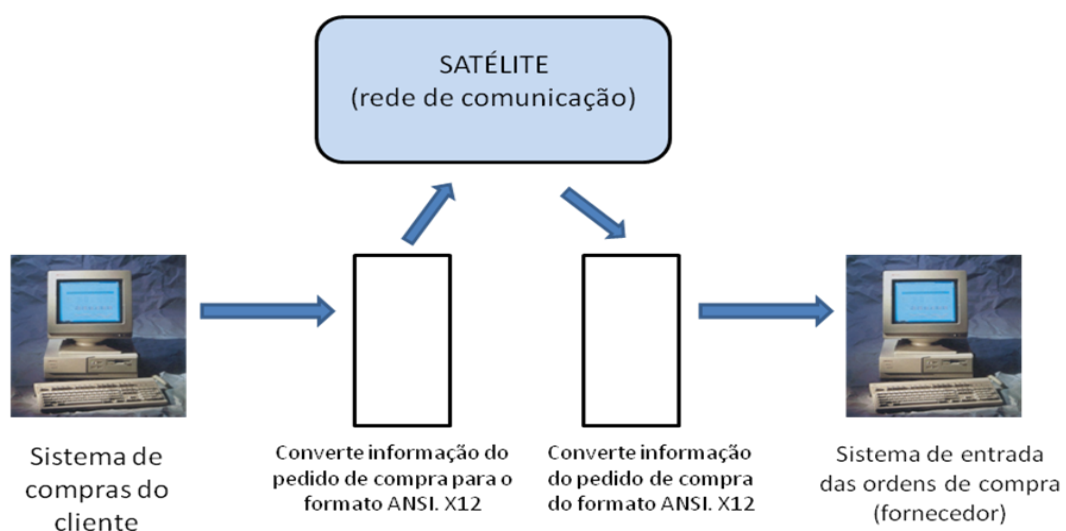 SATÉLITE
(rede de comunicação)
Sistema de
compras do
cliente
Converte informação do
pedido de compra para o
formato ANSI. X12
Converte informação
do pedido de compra
do formato ANSI. X12
Sistema de entrada
das ordens de compra
(fornecedor)